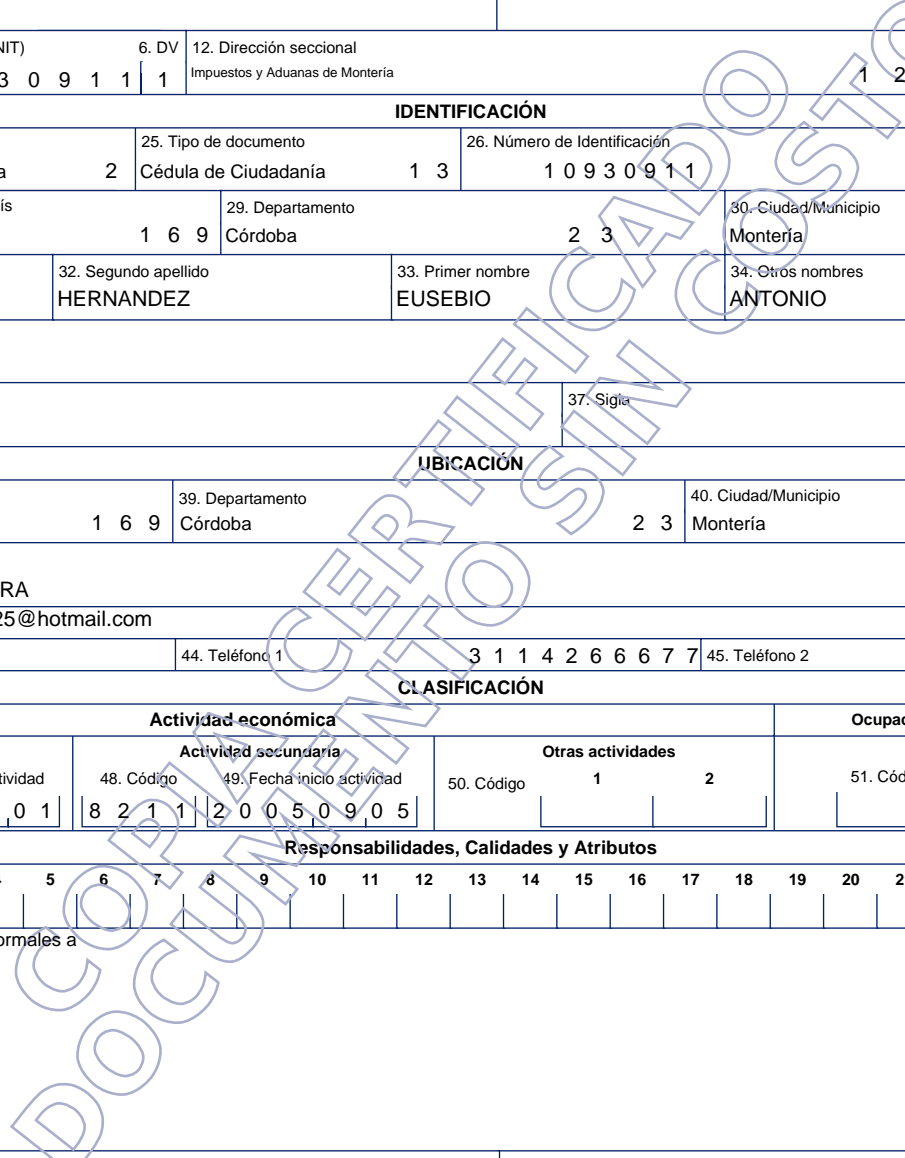 NIT) 6. DV 12. Dirección seccional
3 0 9 1 1 1 Impuestos y Aduanas de Montería 1 2
IDENTIFICACIÓN
25. Tipo de documento 26. Número de Identificación
a 2 Cédula de Ciudadanía 1 3 1 0 9 3 0 9 1 1
ís 29. Departamento 30. Ciudad/Municipio
1 6 9 Córdoba 2 3 Montería
32. Segundo apellido 33. Primer nombre 34. Otros nombres
HERNANDEZ EUSEBIO ANTONIO
37. Sigla
UBICACIÓN
39. Departamento 40. Ciudad/Municipio
1 6 9 Córdoba 2 3 Montería
RA
25@hotmail.com
44. Teléfono 1 3 1 1 4 2 6 6 6 7 7 45. Teléfono 2
CLASIFICACIÓN
Actividad económica Ocupac
Actividad secundaria Otras actividades
tividad 48. Código 49. Fecha inicio actividad 50. Código 1 2 51. Cód
0 1 8 2 1 1 2 0 0 5 0 9 0 5
Responsabilidades, Calidades y Atributos
5 6 7 8 9 10 11 12 13 14 15 16 17 18 19 20 2
ormales a
COPIA CERTIFICADO
DOCUMENTO SIN COSTO